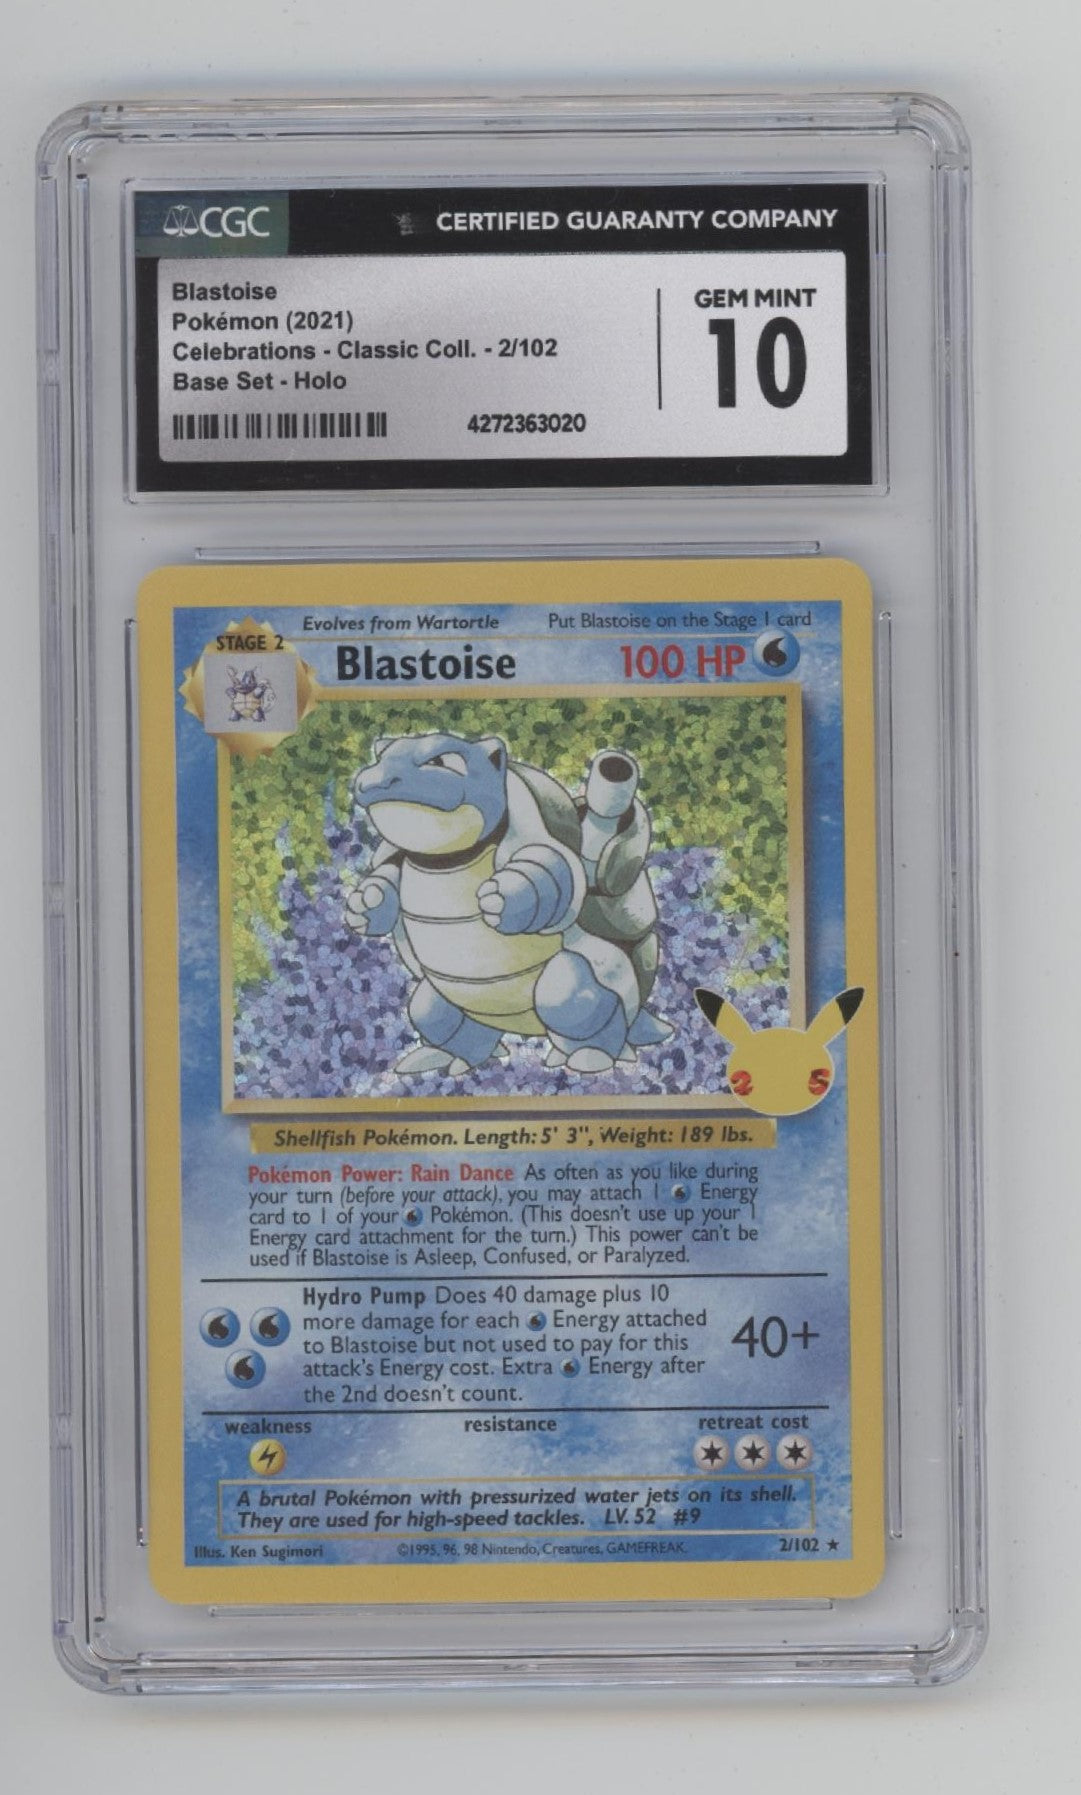 CGC CERTIFIED GUARANTY COMPANY
Blastoise
Pokémon (2021)
Celebrations - Classic Coll. - 2/102
Base Set - Holo
4272363020
GEM MINT
10
Evolves from Wartortle Put Blastoise on the Stage 1 card
STAGE 2
Blastoise 100 HP
2 5
Shellfish Pokémon. Length: 5' 3", Weight: 189 lbs.
Pokémon Power: Rain Dance As often as you like during
your turn (before your attack), you may attach 1 Energy
card to 1 of your Pokémon. (This doesn't use up your 1
Energy card attachment for the turn.) This power can't be
used if Blastoise is Asleep, Confused, or Paralyzed.
Hydro Pump Does 40 damage plus 10
more damage for each Energy attached
to Blastoise but not used to pay for this
attack's Energy cost. Extra Energy after
the 2nd doesn't count.
40+
weakness resistance retreat cost
A brutal Pokémon with pressurized water jets on its shell.
They are used for high-speed tackles. LV. 52 #9
Illus. Ken Sugimori ©1995, 96, 98 Nintendo, Creatures, GAMEFREAK. 2/102 ★